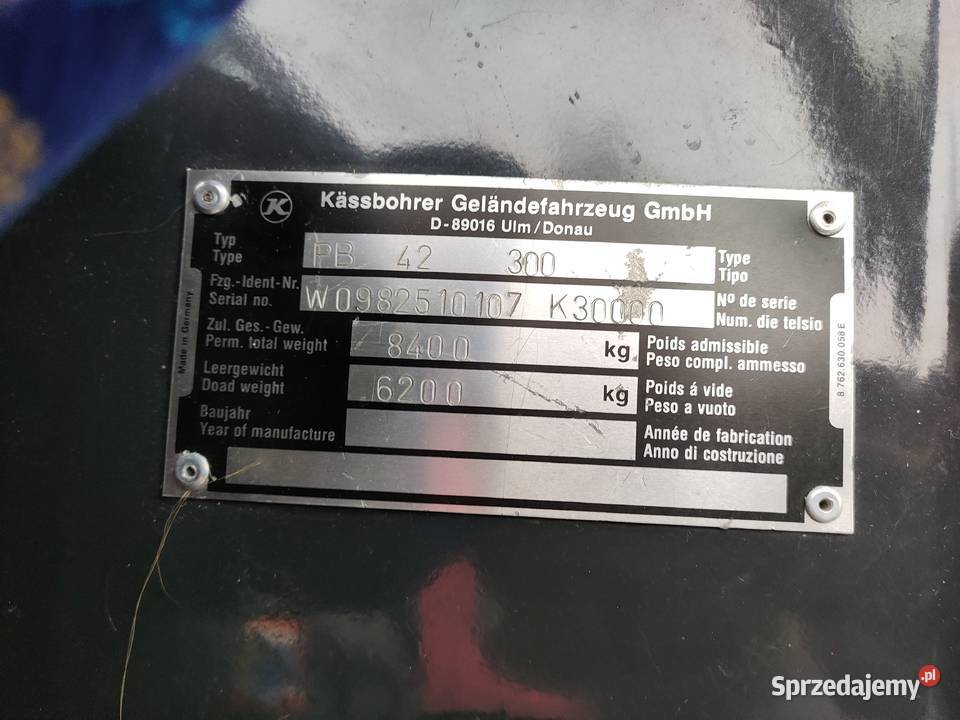 K Kässbohrer Geländefahrzeug GmbH
D-89016 Ulm/Donau
Typ
Type
PB 42 300
Type
Tipo
Fzg.-Ident-Nr.
Serial no.
W0982510107 K30000
Nº de serie
Num. die telsio
Zul. Ges.-Gew.
Perm. total weight
8400 kg
Poids admissible
Peso compl. ammesso
Leergewicht
Doad weight
6200 kg
Poids á vide
Peso a vuoto
Baujahr
Year of manufacture
Année de fabrication
Anno di costruzione
Made in Germany
8.762.630.058 E
Sprzedajemy.pl